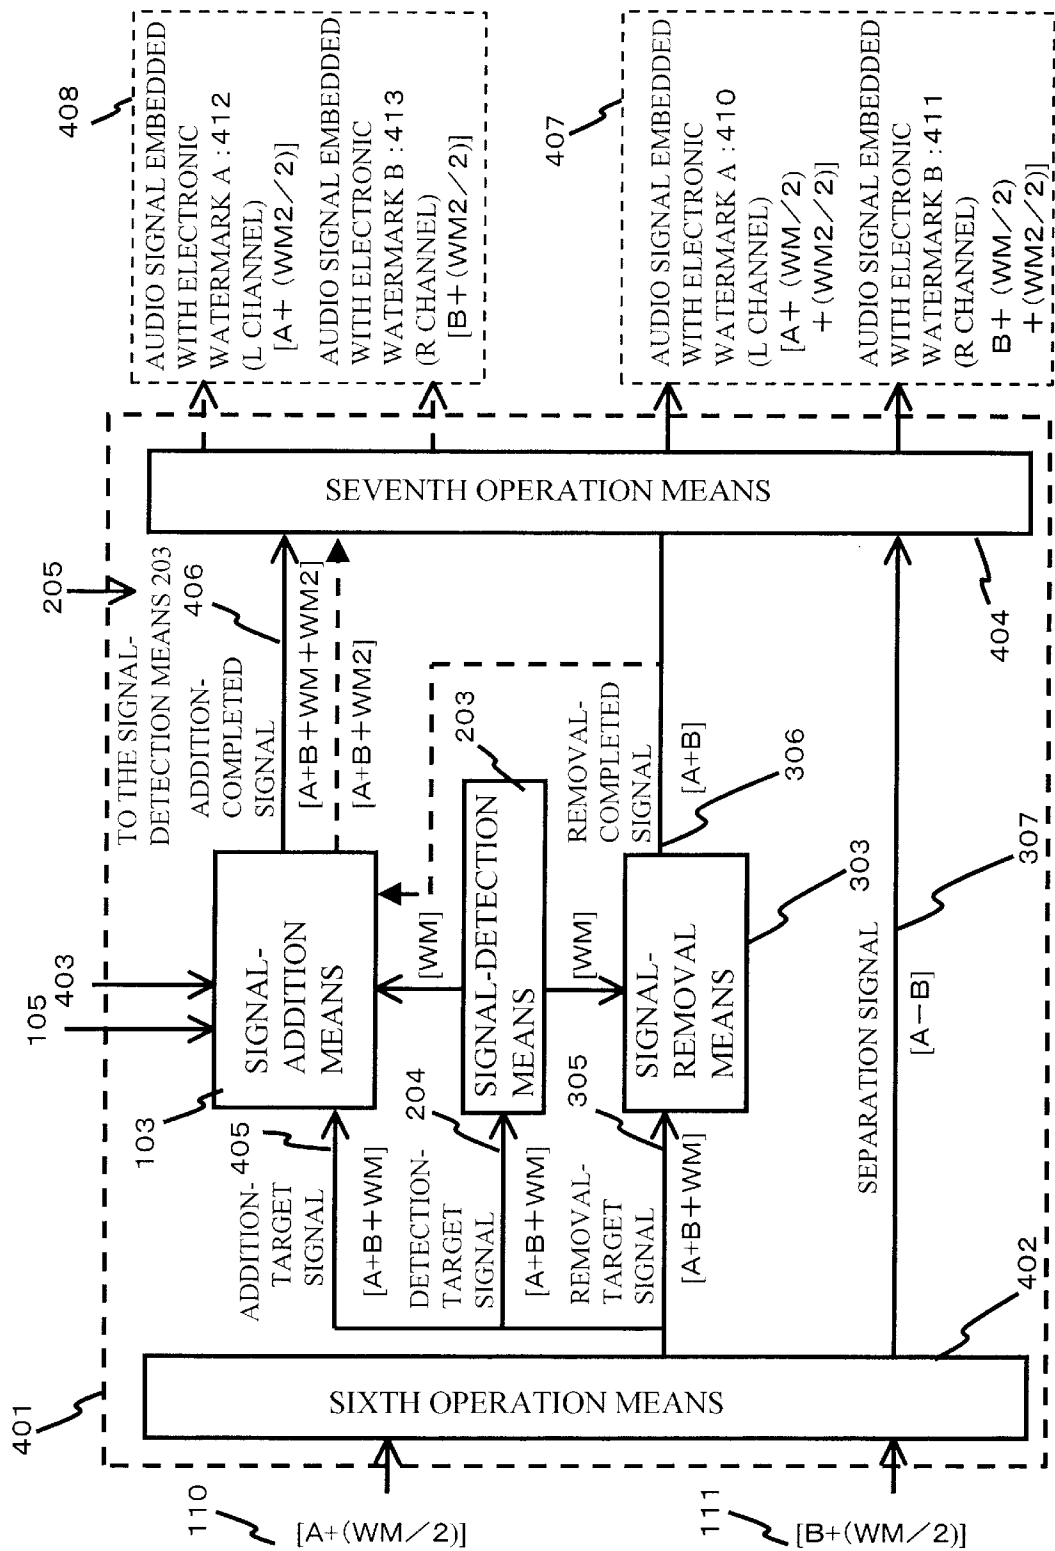 401
110
[A+(WM/2)]
111
[B+(WM/2)]
SIXTH OPERATION MEANS
402
105
403
103
ADDITION-
TARGET
SIGNAL
405
[A+B+WM]
DETECTION-
TARGET
SIGNAL
204
[A+B+WM]
REMOVAL-
TARGET
SIGNAL
305
[A+B+WM]
SIGNAL-
ADDITION
MEANS
[WM]
SIGNAL-DETECTION
MEANS
203
[WM]
SIGNAL-
REMOVAL
MEANS
303
SEPARATION SIGNAL
[A−B]
307
TO THE SIGNAL-
DETECTION MEANS 203
205
ADDITION-
COMPLETED
SIGNAL
406
[A+B+WM+WM2]
[A+B+WM2]
REMOVAL-
COMPLETED
SIGNAL
[A+B]
306
SEVENTH OPERATION MEANS
404
408
AUDIO SIGNAL EMBEDDED
WITH ELECTRONIC
WATERMARK A :412
(L CHANNEL)
[A+(WM2/2)]
AUDIO SIGNAL EMBEDDED
WITH ELECTRONIC
WATERMARK B :413
(R CHANNEL)
[B+(WM2/2)]
407
AUDIO SIGNAL EMBEDDED
WITH ELECTRONIC
WATERMARK A :410
(L CHANNEL)
[A+(WM/2)
+(WM2/2)]
AUDIO SIGNAL EMBEDDED
WITH ELECTRONIC
WATERMARK B :411
(R CHANNEL)
B+(WM/2)
+(WM2/2)]